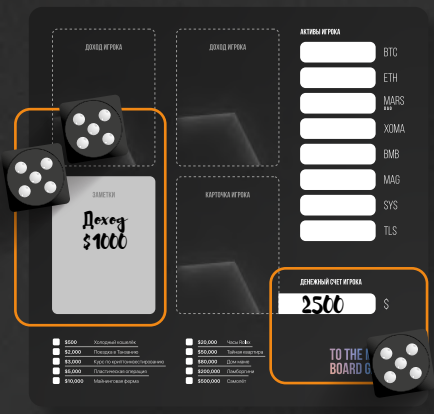 ДОХОД ИГРОКА
ДОХОД ИГРОКА
АКТИВЫ ИГРОКА
BTC
ETH
MARS
XOMA
BMB
MAG
SYS
TLS
ЗАМЕТКИ
Доход
$1000
КАРТОЧКА ИГРОКА
ДЕНЕЖНЫЙ СЧЕТ ИГРОКА
2500 $
$500 Холодный кошелёк
$2,000 Поездка в Танзанию
$3,000 Курс по криптоинвестированию
$5,000 Пластическая операция
$10,000 Майнинговая ферма
$20,000 Часы Rolex
$50,000 Тайная квартира
$80,000 Дом маме
$200,000 Ламборгини
$500,000 Самолёт
TO THE
BOARD